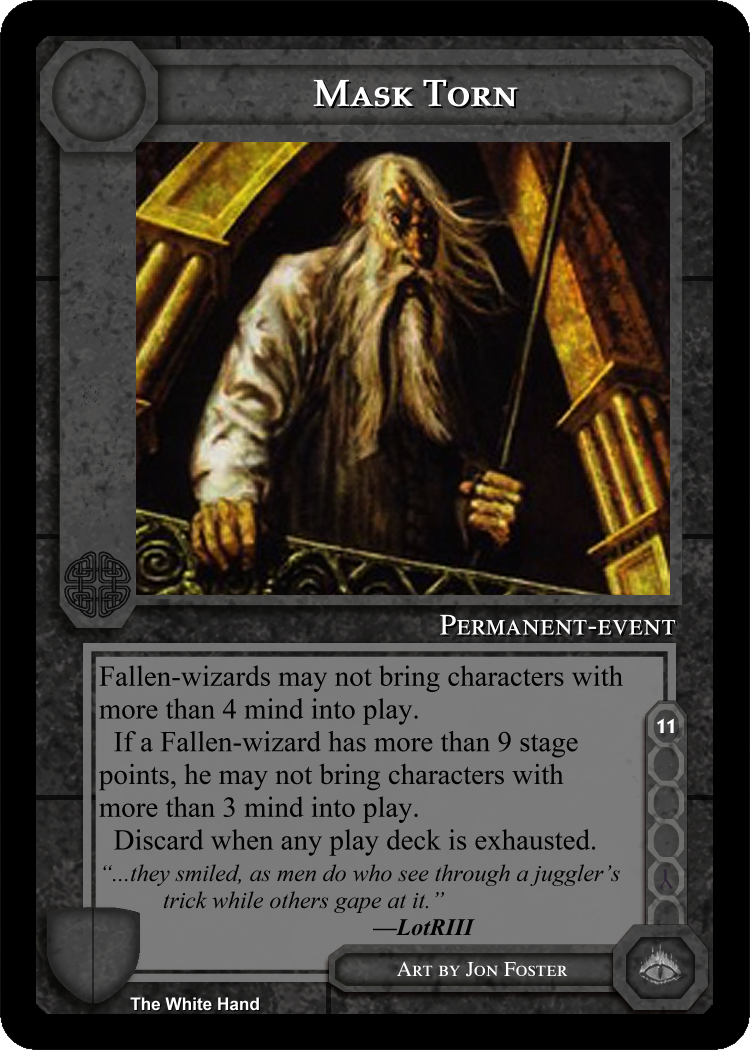 Mask Torn
Permanent-event
Fallen-wizards may not bring characters with
more than 4 mind into play.
If a Fallen-wizard has more than 9 stage
points, he may not bring characters with
more than 3 mind into play.
Discard when any play deck is exhausted.
“...they smiled, as men do who see through a juggler’s
trick while others gape at it.”
—LotRIII
11
Art by Jon Foster
The White Hand